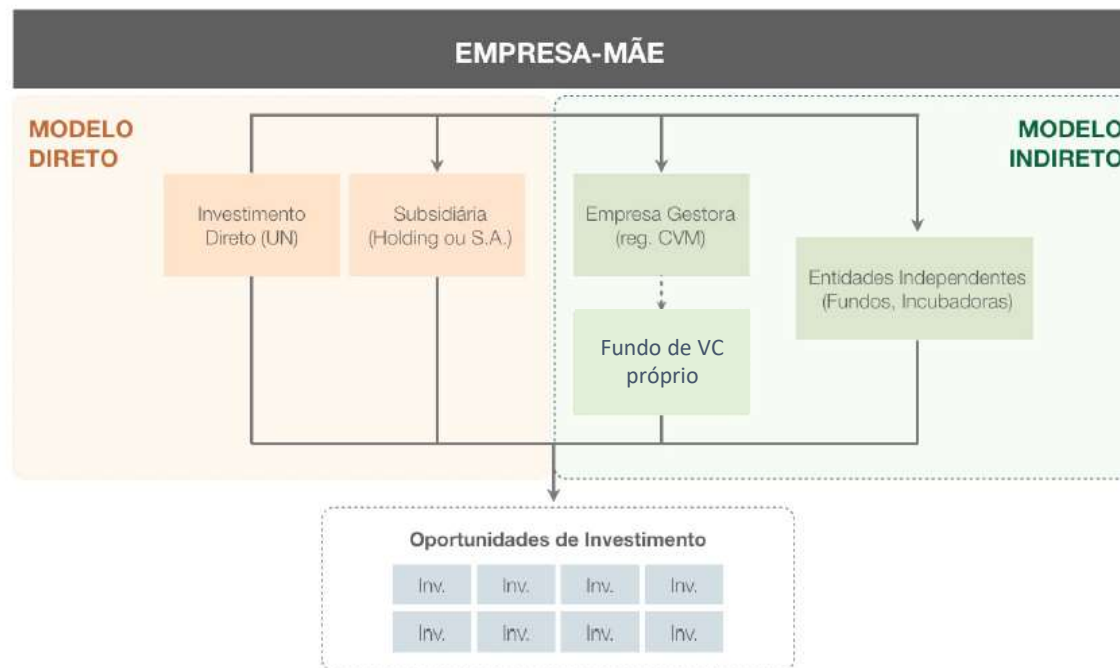 EMPRESA-MÃE
MODELO
DIRETO
MODELO
INDIRETO
Investimento
Direto (UN)
Subsidiária
(Holding ou S.A.)
Empresa Gestora
(reg. CVM)
Entidades Independentes
(Fundos, Incubadoras)
Fundo de VC
próprio
Oportunidades de Investimento
Inv. Inv. Inv. Inv.
Inv. Inv. Inv. Inv.